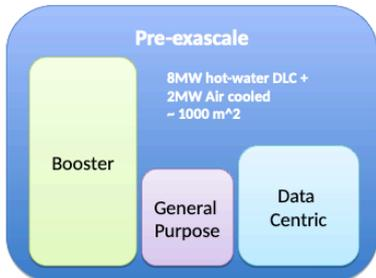 Pre-exascale
8MW hot-water DLC +
2MW Air cooled
~ 1000 m^2
Booster
General
Purpose
Data
Centric